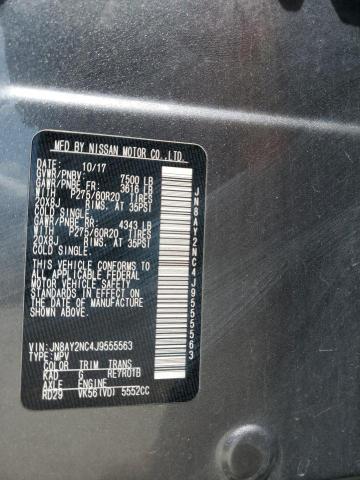 MFD BY NISSAN MOTOR CO.,LTD.
DATE: 10/17
GVWR/PNBV: 7500 LB
GAWR/PNBE FR: 3616 LB
WITH P275/60R20 TIRES
20X8J RIMS. AT 35PSI
COLD SINGLE.
GAWR/PNBE RR: 4343 LB
WITH P275/60R20 TIRES
20X8J RIMS. AT 35PSI
COLD SINGLE.
THIS VEHICLE CONFORMS TO
ALL APPLICABLE FEDERAL
MOTOR VEHICLE SAFETY
STANDARDS IN EFFECT ON
THE DATE OF MANUFACTURE
SHOWN ABOVE.
VIN:JN8AY2NC4J9555563
TYPE:MPV
COLOR TRIM TRANS
KAD G RE7R01B
AXLE ENGINE
RD29 VK56(VD) 5552CC
JN8AY2NC4J9555563